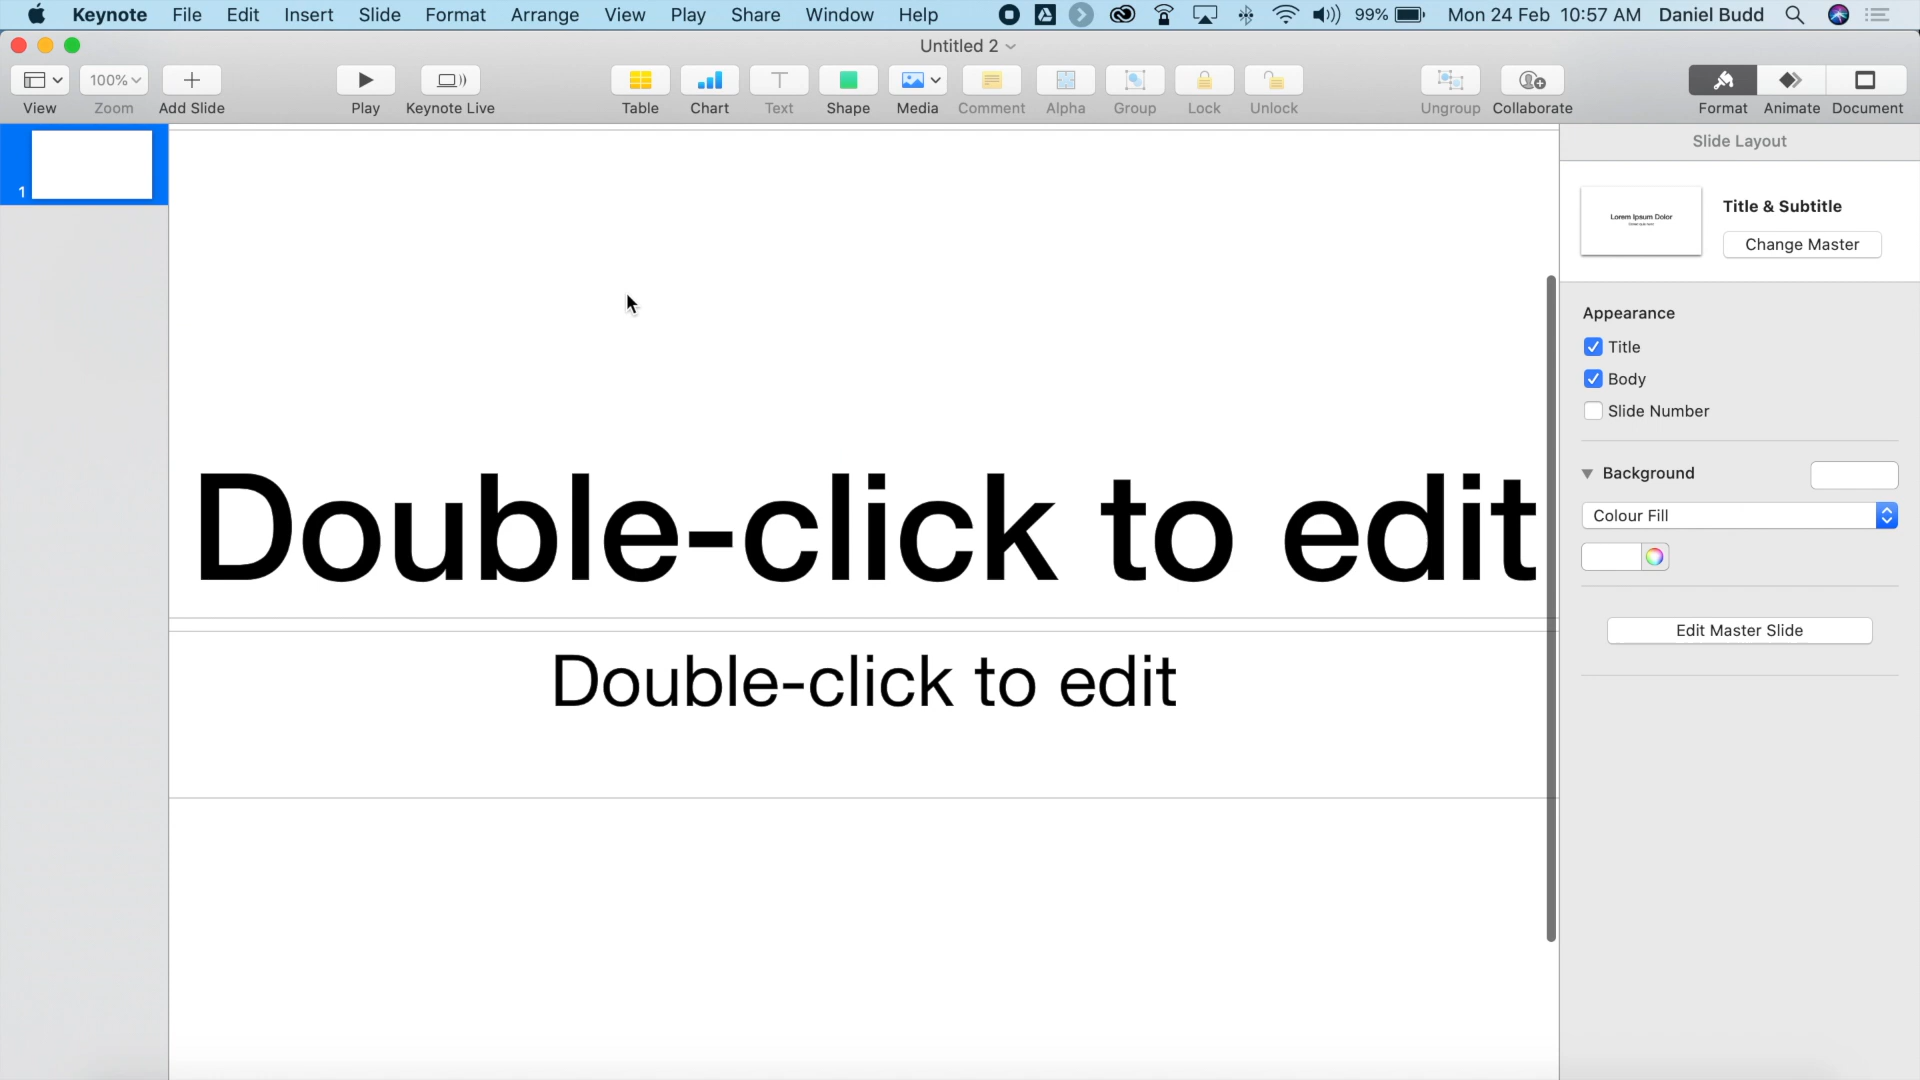 Keynote File Edit Insert Slide Format Arrange View Play Share Window Help 99% Mon 24 Feb 10:57 AM Daniel Budd
Untitled 2
100%
View Zoom Add Slide Play Keynote Live Table Chart Text Shape Media Comment Alpha Group Lock Unlock Ungroup Collaborate Format Animate Document
Slide Layout
1
Lorem Ipsum Dolor
Title & Subtitle
Change Master
Appearance
Title
Body
Slide Number
Background
Colour Fill
Edit Master Slide
Double-click to edit
Double-click to edit